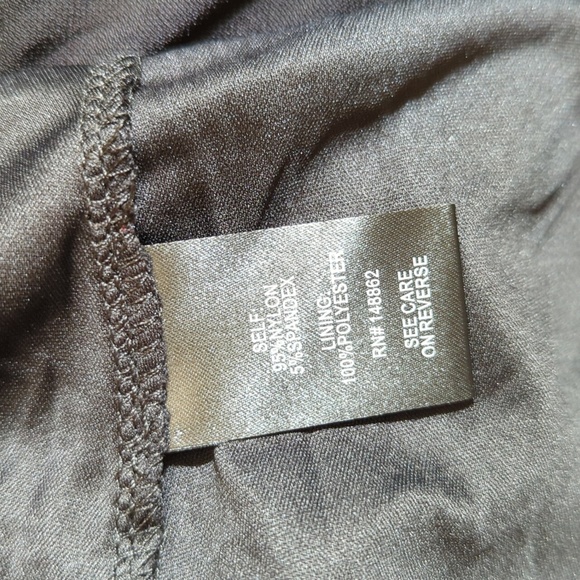 SELF
95%NYLON
5%SPANDEX
LINING:
100%POLYESTER
RN# 148862
SEE CARE
ON REVERSE